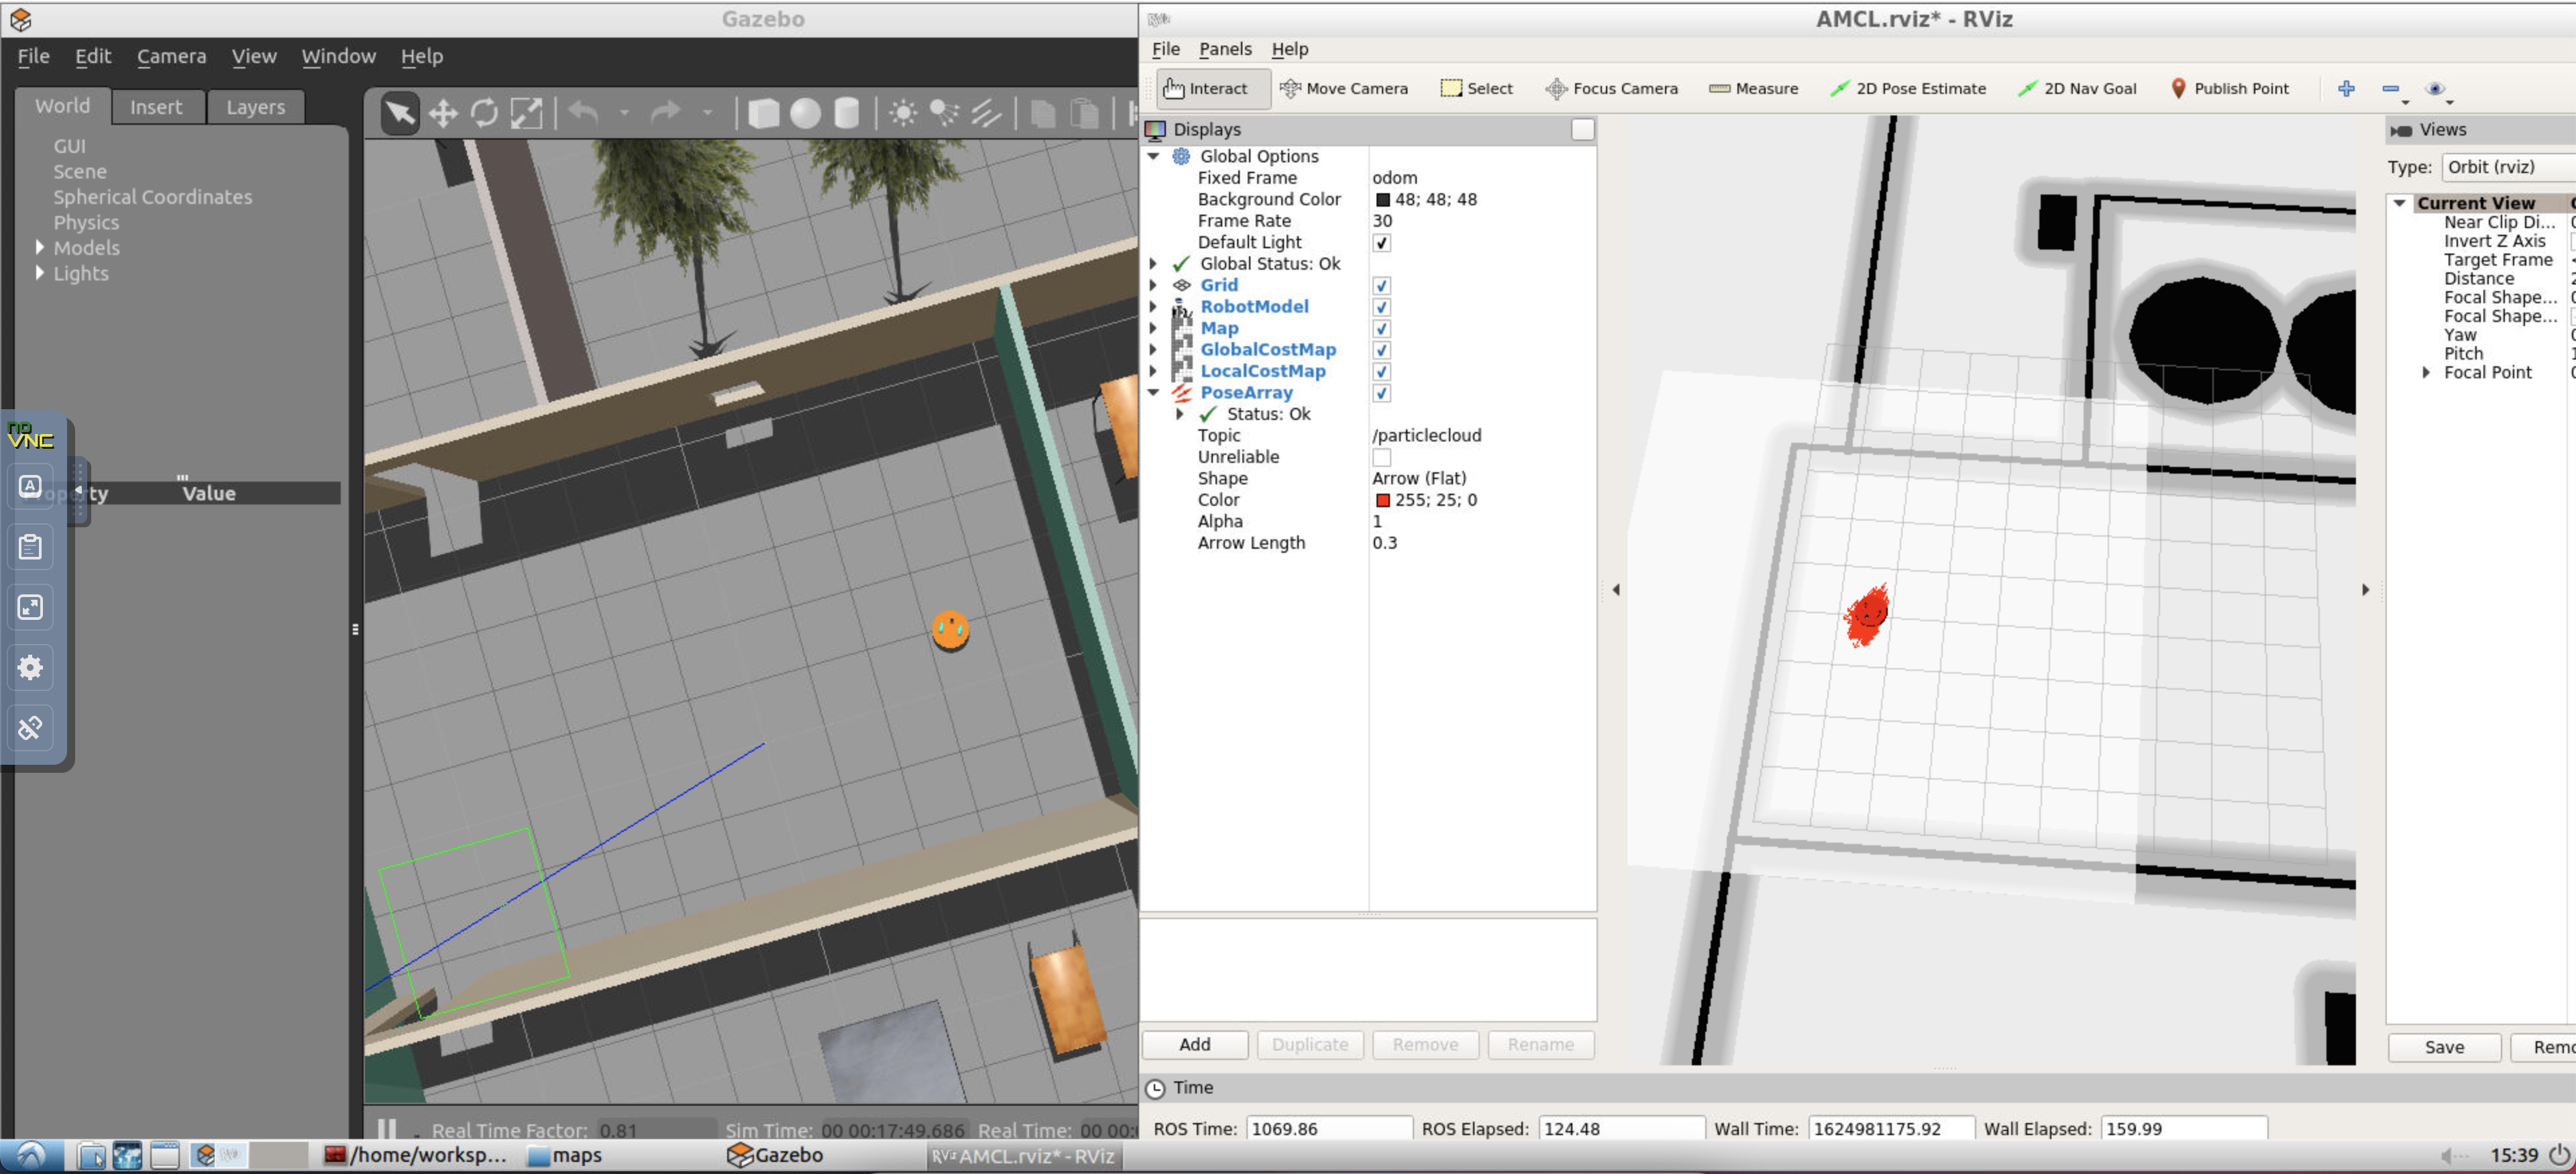 Gazebo
File Edit Camera View Window Help
World Insert Layers
GUI
Scene
Spherical Coordinates
Physics
Models
Lights
no
VNC
A
Property Value
Real Time Factor: 0.81 Sim Time: 00 00:17:49.686 Real Time: 00 00:
RViz AMCL.rviz* - RViz
File Panels Help
Interact Move Camera Select Focus Camera Measure 2D Pose Estimate 2D Nav Goal Publish Point
Displays
Global Options
Fixed Frame odom
Background Color 48; 48; 48
Frame Rate 30
Default Light
Global Status: Ok
Grid
RobotModel
Map
GlobalCostMap
LocalCostMap
PoseArray
Status: Ok
Topic /particlecloud
Unreliable
Shape Arrow (Flat)
Color 255; 25; 0
Alpha 1
Arrow Length 0.3
Add Duplicate Remove Rename
Views
Type: Orbit (rviz)
Current View
Near Clip Di...
Invert Z Axis
Target Frame
Distance 2
Focal Shape...
Focal Shape...
Yaw
Pitch 1
Focal Point
Save Remo
Time
ROS Time: 1069.86 ROS Elapsed: 124.48 Wall Time: 1624981175.92 Wall Elapsed: 159.99
/home/worksp... maps Gazebo RViz AMCL.rviz* - RViz 15:39